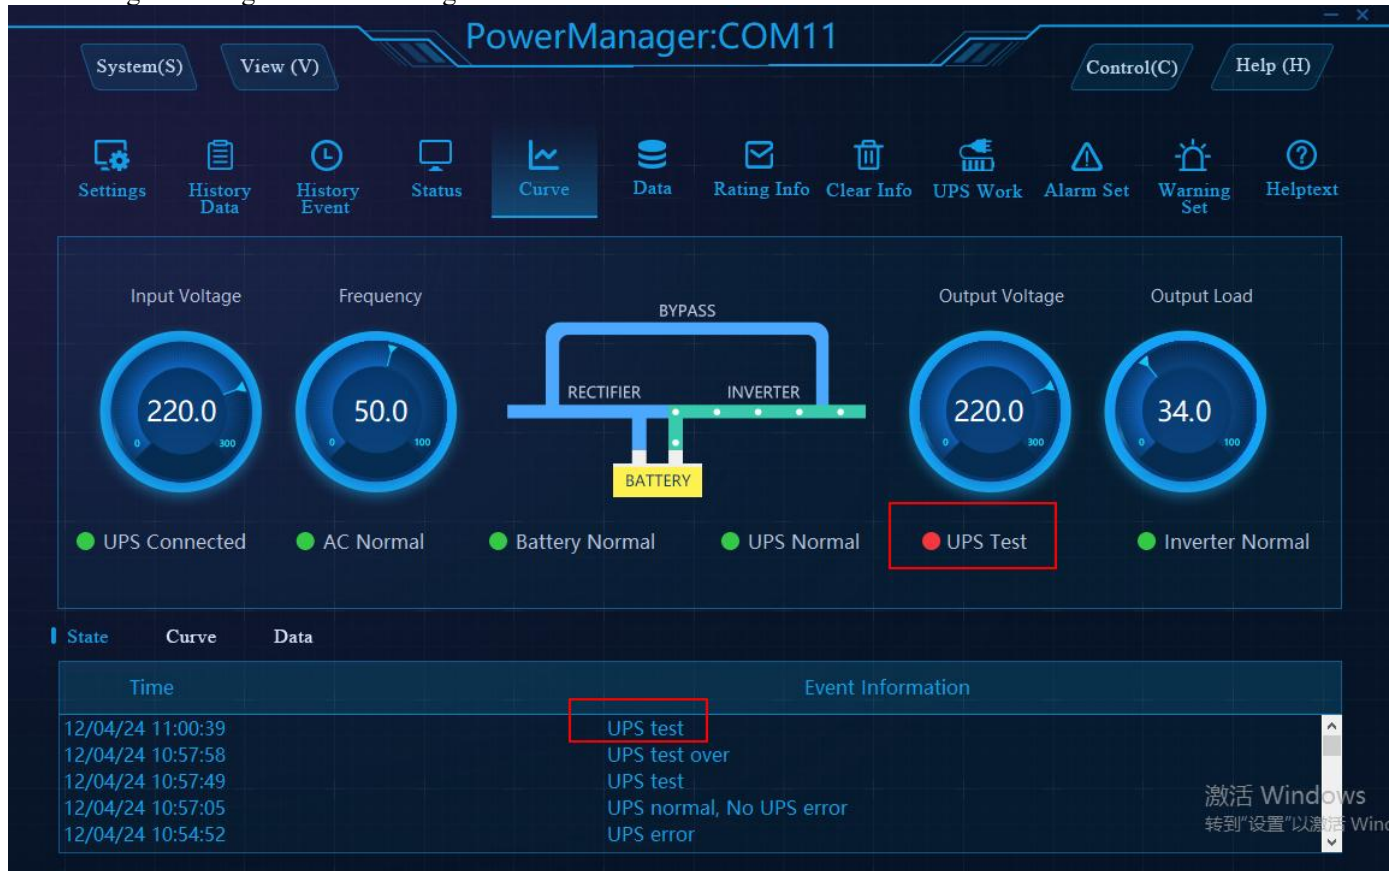 PowerManager:COM11
System(S) View (V) Control(C) Help (H)
Settings History Data History Event Status Curve Data Rating Info Clear Info UPS Work Alarm Set Warning Set Helptext
Input Voltage Frequency Output Voltage Output Load
BYPASS
RECTIFIER INVERTER
220.0 50.0 220.0 34.0
0 300 0 100 0 300 0 100
BATTERY
UPS Connected AC Normal Battery Normal UPS Normal UPS Test Inverter Normal
State Curve Data
Time Event Information
12/04/24 11:00:39 UPS test
12/04/24 10:57:58 UPS test over
12/04/24 10:57:49 UPS test
12/04/24 10:57:05 UPS normal, No UPS error
12/04/24 10:54:52 UPS error
激活 Windows
转到"设置"以激活 Winc